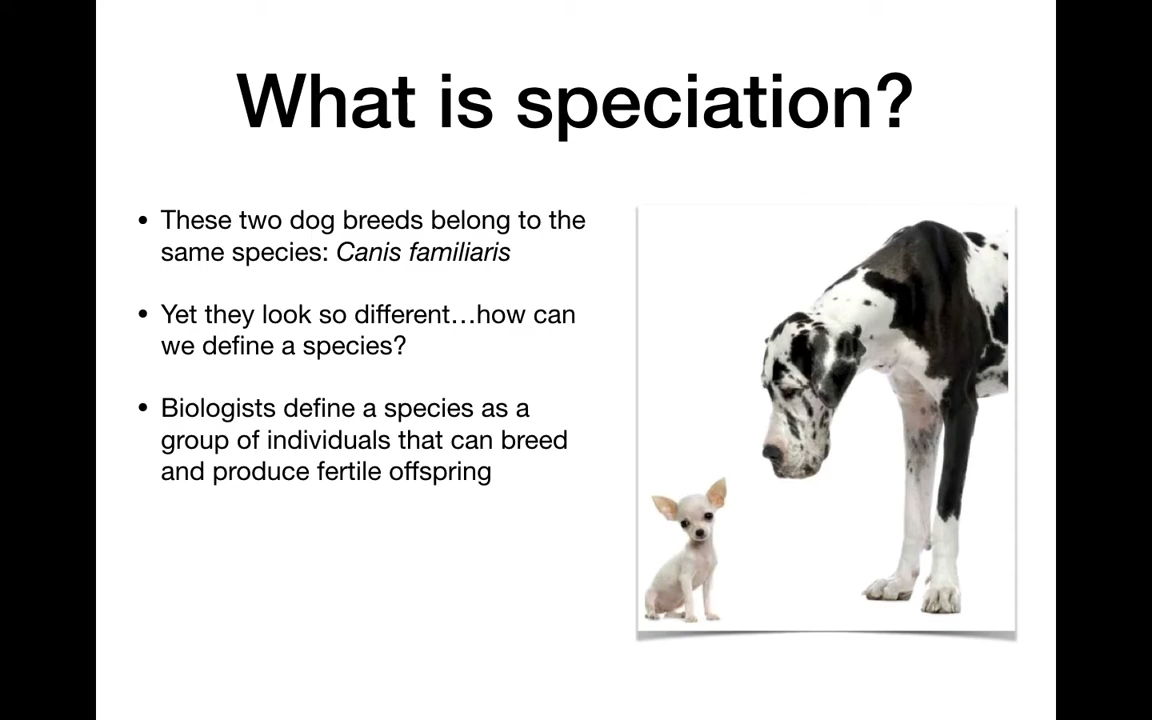 What is speciation?
• These two dog breeds belong to the
same species: Canis familiaris
• Yet they look so different…how can
we define a species?
• Biologists define a species as a
group of individuals that can breed
and produce fertile offspring